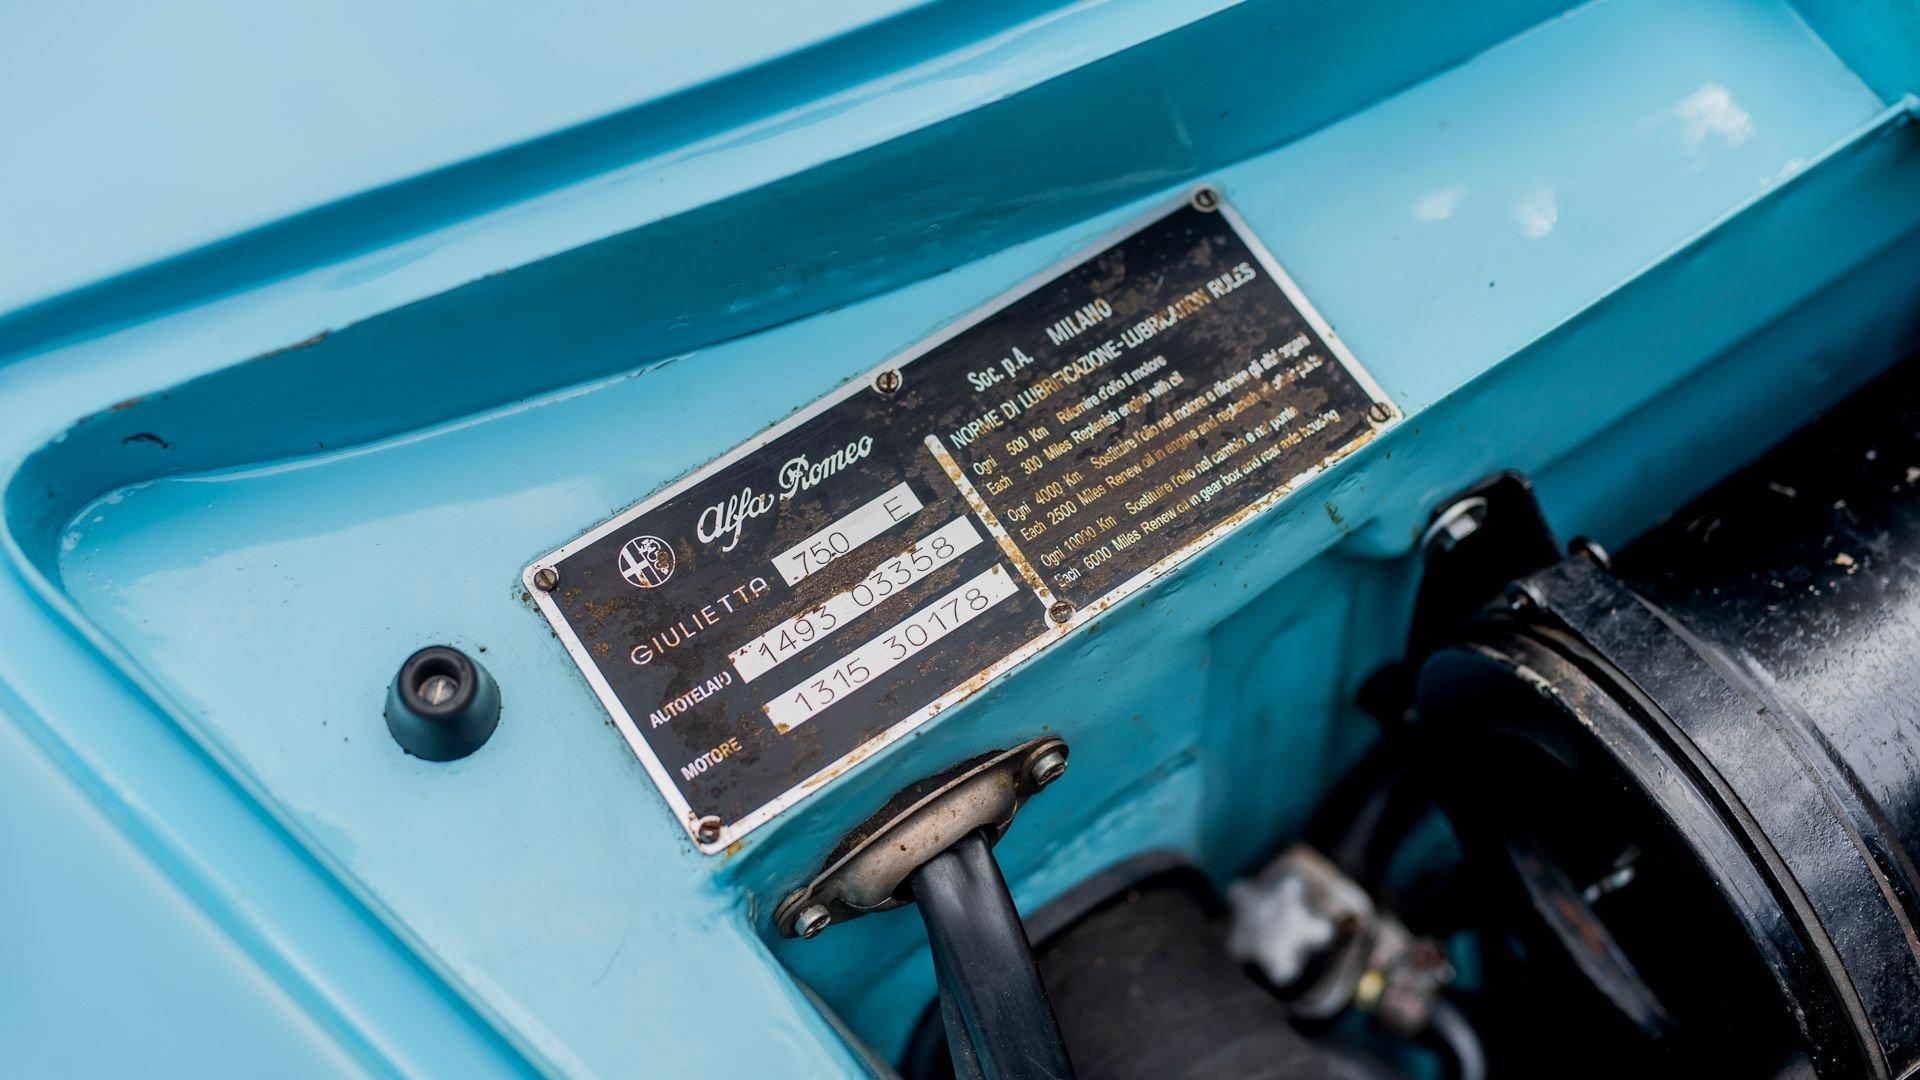 Alfa Romeo
GIULIETTA 750 E
AUTOTELAIO 1493 03358
MOTORE 1315 30178
Soc. p.A. MILANO
NORME DI LUBRIFICAZIONE-LUBRICATION RULES
Ogni 500 Km Rifornire d'olio il motore
Each 300 Miles Replenish engine with oil
Ogni 4000 Km Sostituire l'olio nel motore e rifornire gli altri organi
Each 2500 Miles Renew oil in engine and replenish all other parts
Ogni 10000 Km Sostituire l'olio nel cambio e nel ponte
Each 6000 Miles Renew oil in gear box and rear axle housing